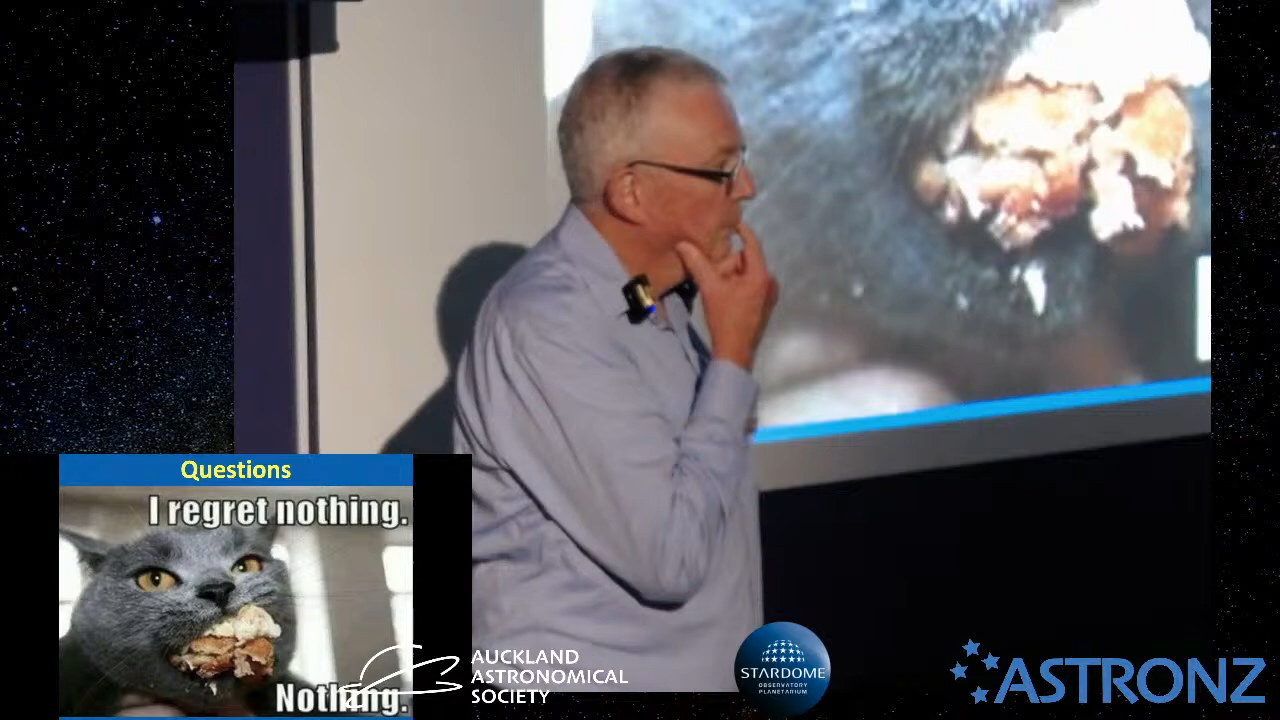 Questions
I regret nothing.
Nothing.
AUCKLAND
ASTRONOMICAL
SOCIETY
STARDOME
OBSERVATORY
PLANETARIUM
ASTRONZ